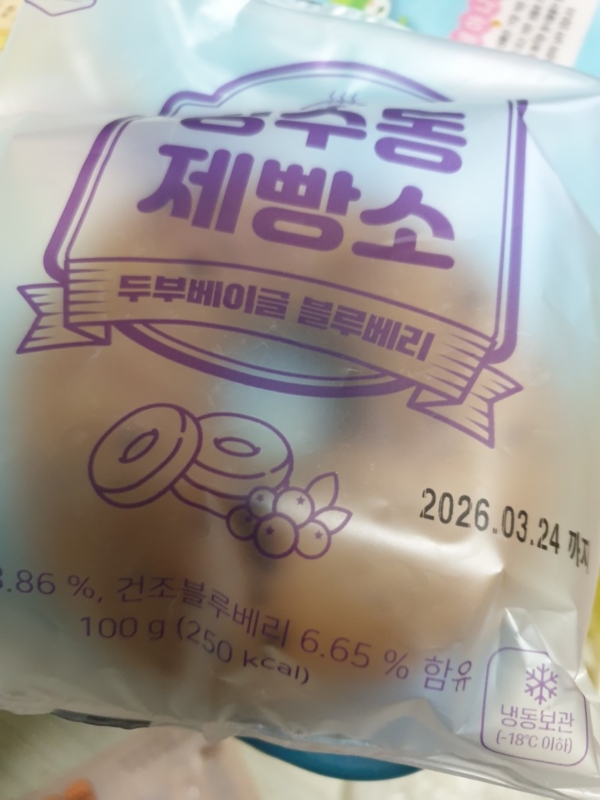 제빵소
두부베이글 블루베리
2026.03.24 까지
.86 %, 건조블루베리 6.65 % 함유
100 g (250 kcal)
냉동보관
(-18℃ 이하)